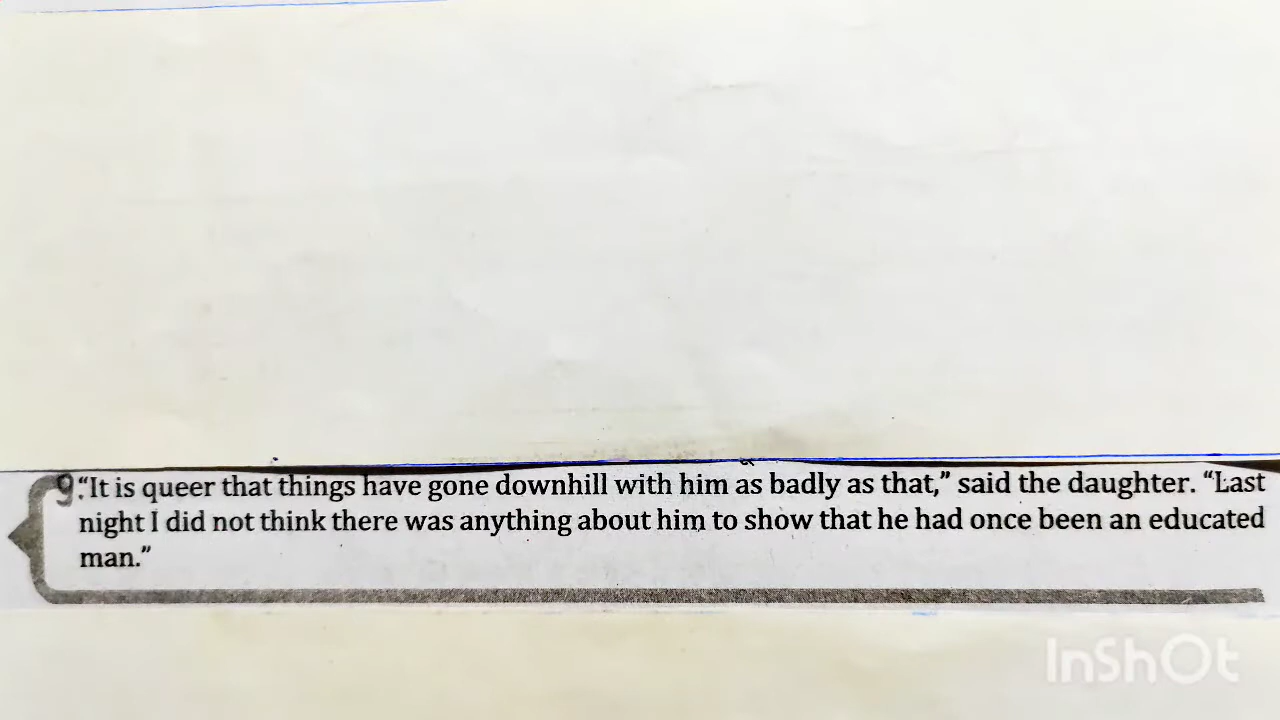 9. “It is queer that things have gone downhill with him as badly as that,” said the daughter. “Last
night I did not think there was anything about him to show that he had once been an educated
man.”
InShOt